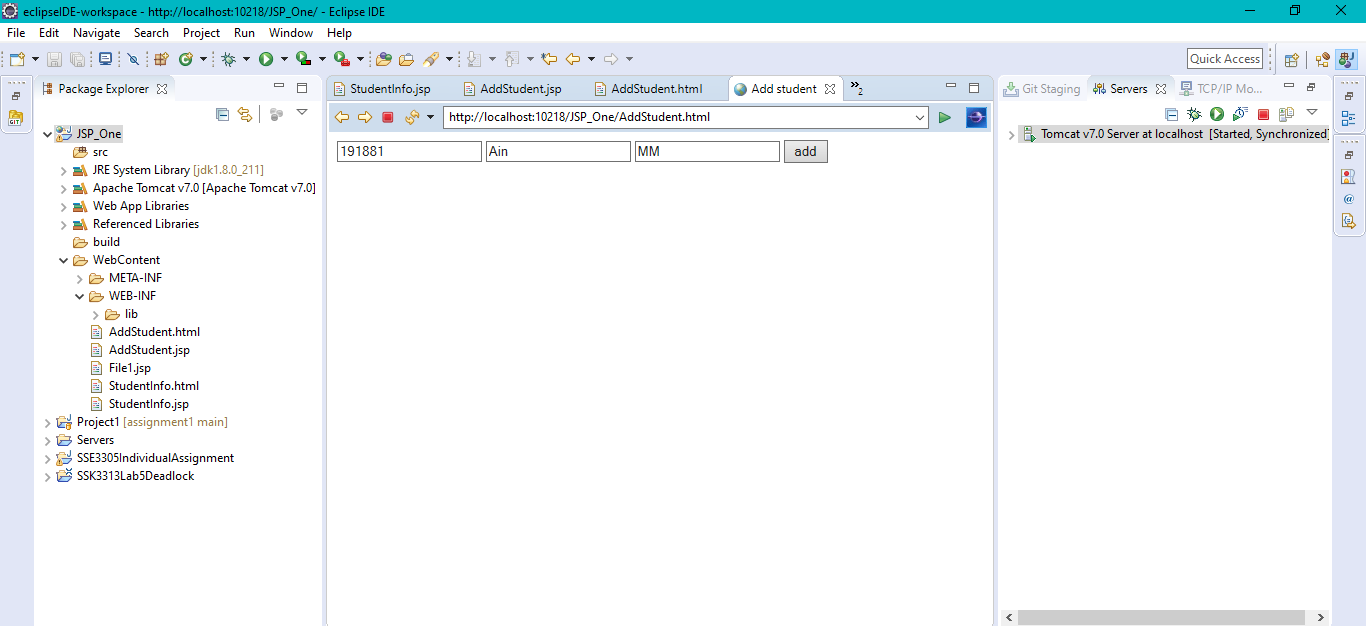 eclipseIDE-workspace - http://localhost:10218/JSP_One/ - Eclipse IDE
File Edit Navigate Search Project Run Window Help
Quick Access
Package Explorer
StudentInfo.jsp AddStudent.jsp AddStudent.html Add student »2
Git Staging Servers TCP/IP Mo...
GIT
http://localhost:10218/JSP_One/AddStudent.html
JSP_One
src
JRE System Library [jdk1.8.0_211]
Apache Tomcat v7.0 [Apache Tomcat v7.0]
Web App Libraries
Referenced Libraries
build
WebContent
META-INF
WEB-INF
lib
AddStudent.html
AddStudent.jsp
File1.jsp
StudentInfo.html
StudentInfo.jsp
Project1 [assignment1 main]
Servers
SSE3305IndividualAssignment
SSK3313Lab5Deadlock
191881 Ain MM add
Tomcat v7.0 Server at localhost [Started, Synchronized]